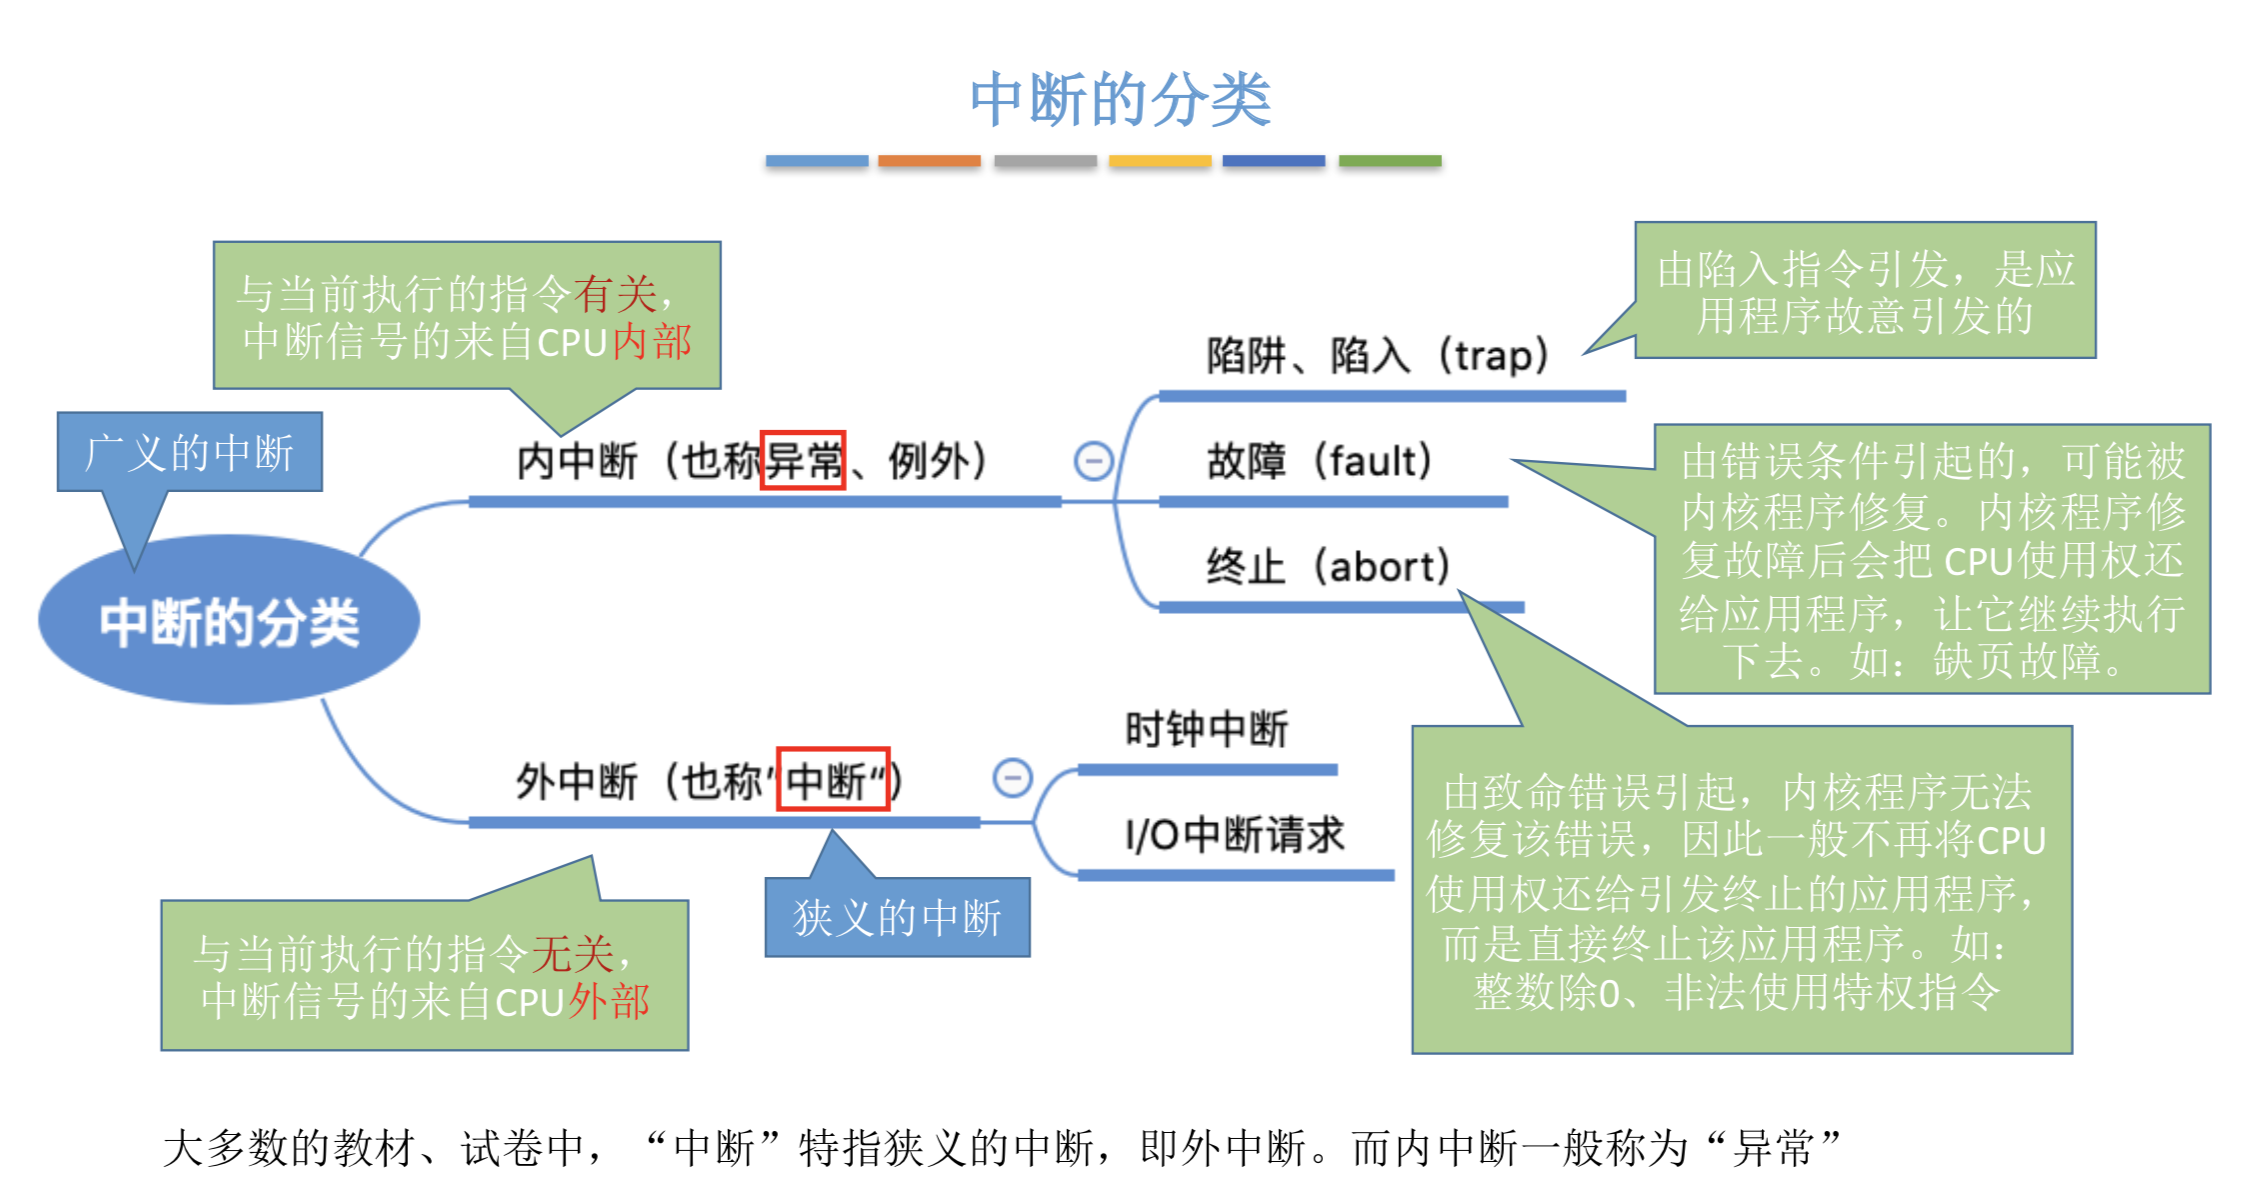 中断的分类
与当前执行的指令有关，
中断信号的来自CPU内部
广义的中断
中断的分类
内中断（也称异常、例外）
陷阱、陷入（trap）
由陷入指令引发，是应
用程序故意引发的
故障（fault）
由错误条件引起的，可能被
内核程序修复。内核程序修
复故障后会把 CPU使用权还
给应用程序，让它继续执行
下去。如：缺页故障。
终止（abort）
由致命错误引起，内核程序无法
修复该错误，因此一般不再将CPU
使用权还给引发终止的应用程序，
而是直接终止该应用程序。如：
整数除0、非法使用特权指令
外中断（也称”中断“）
时钟中断
I/O中断请求
狭义的中断
与当前执行的指令无关，
中断信号的来自CPU外部
大多数的教材、试卷中，“中断”特指狭义的中断，即外中断。而内中断一般称为“异常”